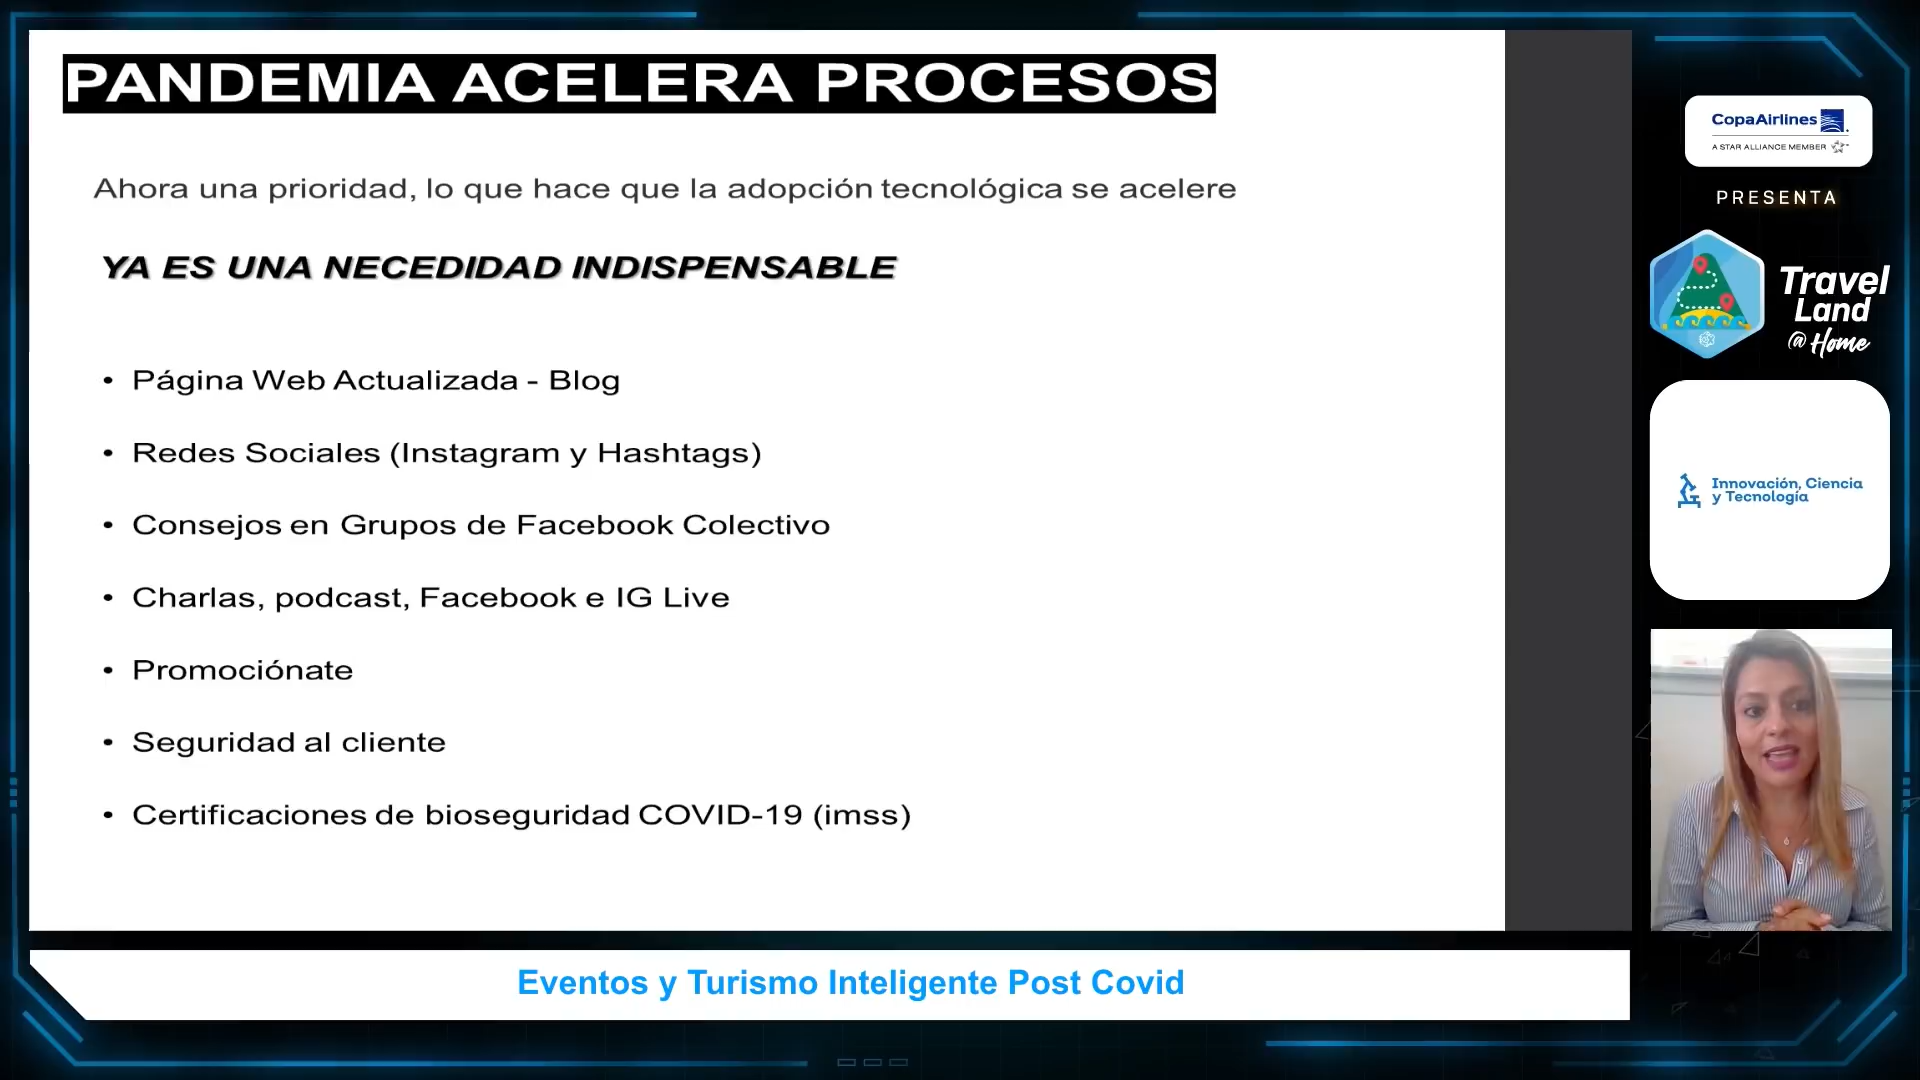 PANDEMIA ACELERA PROCESOS
Ahora una prioridad, lo que hace que la adopción tecnológica se acelere
YA ES UNA NECEDIDAD INDISPENSABLE
• Página Web Actualizada - Blog
• Redes Sociales (Instagram y Hashtags)
• Consejos en Grupos de Facebook Colectivo
• Charlas, podcast, Facebook e IG Live
• Promociónate
• Seguridad al cliente
• Certificaciones de bioseguridad COVID-19 (imss)
CopaAirlines
A STAR ALLIANCE MEMBER
PRESENTA
Travel
Land
@ Home
Innovación, Ciencia
y Tecnología
Eventos y Turismo Inteligente Post Covid